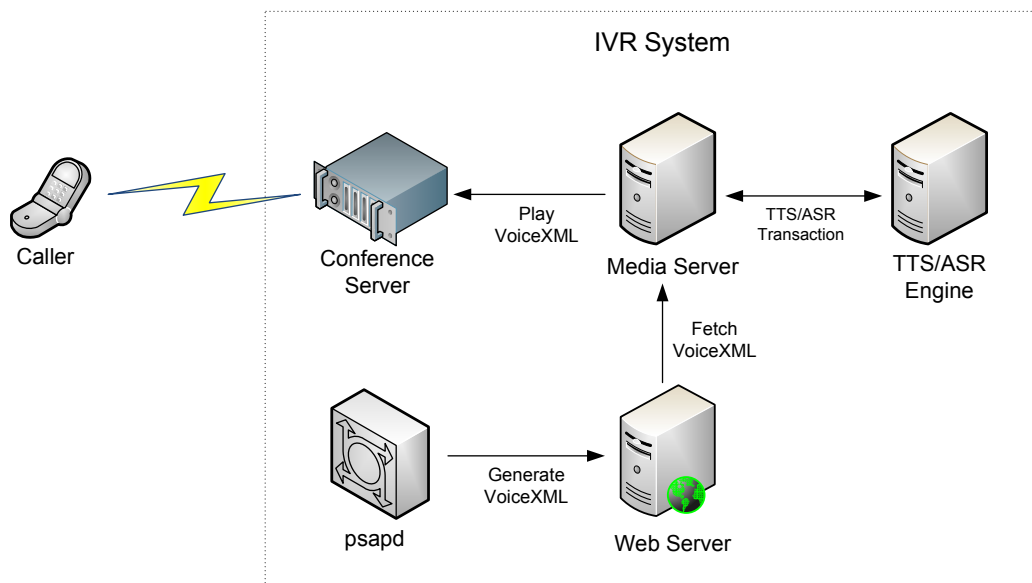 IVR System
Caller
Conference
Server
Play
VoiceXML
Media Server
TTS/ASR
Transaction
TTS/ASR
Engine
Fetch
VoiceXML
psapd
Generate
VoiceXML
Web Server